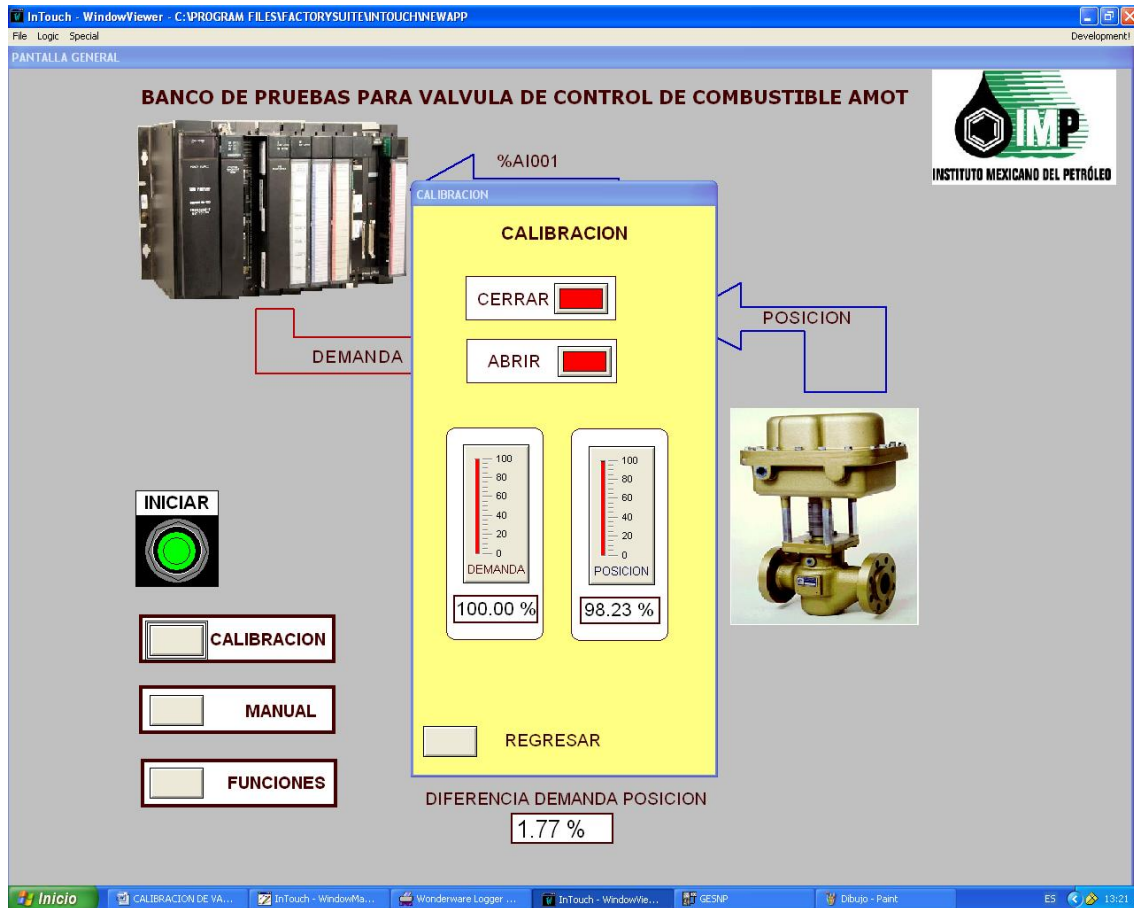 InTouch - WindowViewer - C:\PROGRAM FILES\FACTORYSUITE\INTOUCH\NEWAPP
File Logic Special Development!
PANTALLA GENERAL
BANCO DE PRUEBAS PARA VALVULA DE CONTROL DE COMBUSTIBLE AMOT
IMP
INSTITUTO MEXICANO DEL PETRÓLEO
%AI001
CALIBRACION
CALIBRACION
CERRAR
ABRIR
DEMANDA
POSICION
100
80
60
40
20
0
DEMANDA
100.00 %
100
80
60
40
20
0
POSICION
98.23 %
INICIAR
CALIBRACION
MANUAL
FUNCIONES
REGRESAR
DIFERENCIA DEMANDA POSICION
1.77 %
Inicio
CALIBRACION DE VA...
InTouch - WindowMa...
Wonderware Logger ...
InTouch - WindowVie...
GESNP
Dibujo - Paint
ES
13:21